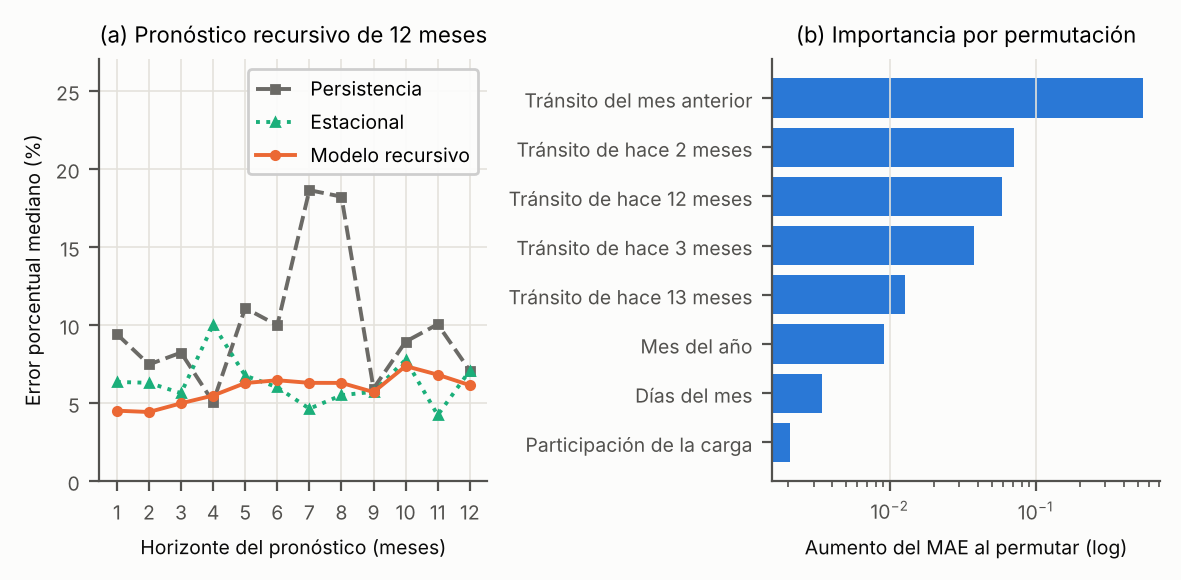 (a) Pronóstico recursivo de 12 meses
Error porcentual mediano (%)
25
20
15
10
5
0
Persistencia
Estacional
Modelo recursivo
1 2 3 4 5 6 7 8 9 10 11 12
Horizonte del pronóstico (meses)
(b) Importancia por permutación
Tránsito del mes anterior
Tránsito de hace 2 meses
Tránsito de hace 12 meses
Tránsito de hace 3 meses
Tránsito de hace 13 meses
Mes del año
Días del mes
Participación de la carga
10⁻² 10⁻¹
Aumento del MAE al permutar (log)